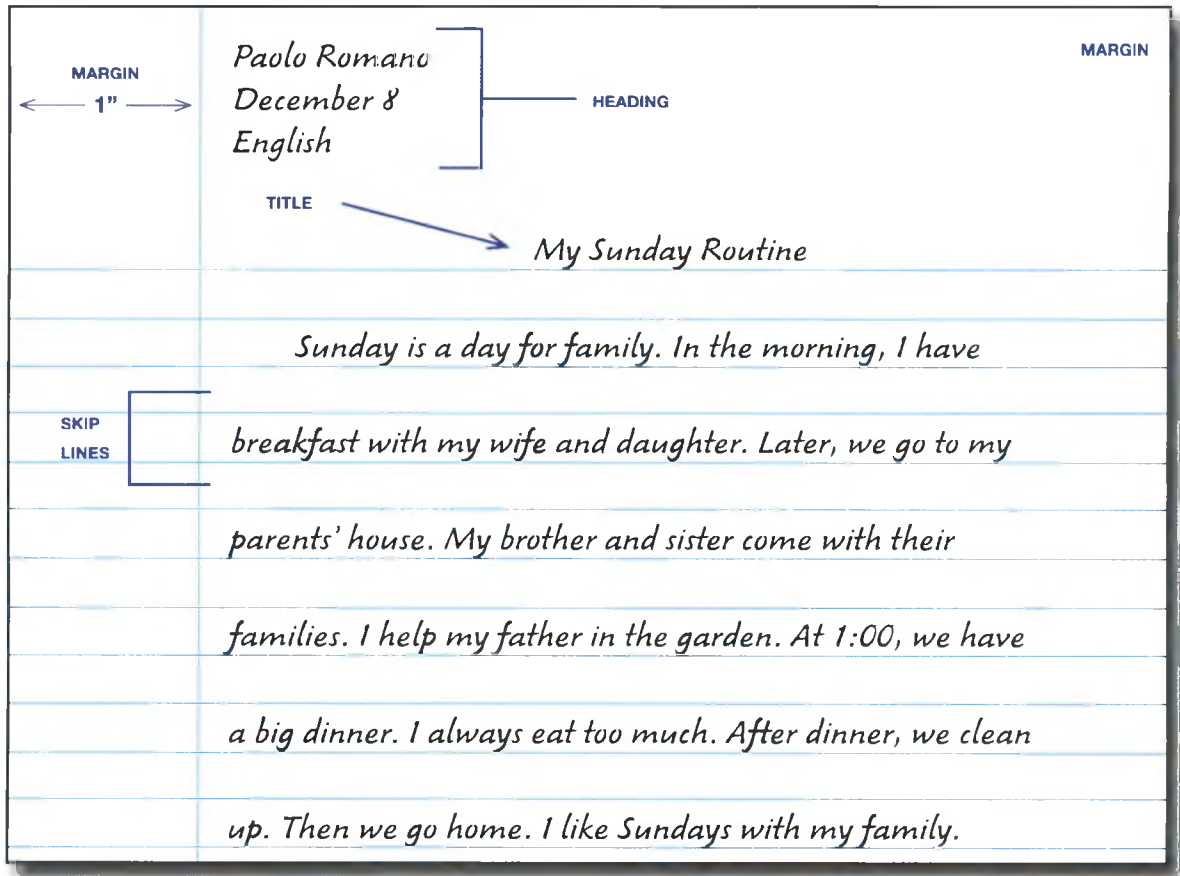 MARGIN
1"
Paolo Romano
December 8
English
HEADING
MARGIN
TITLE
My Sunday Routine
Sunday is a day for family. In the morning, I have
SKIP
LINES
breakfast with my wife and daughter. Later, we go to my
parents' house. My brother and sister come with their
families. I help my father in the garden. At 1:00, we have
a big dinner. I always eat too much. After dinner, we clean
up. Then we go home. I like Sundays with my family.